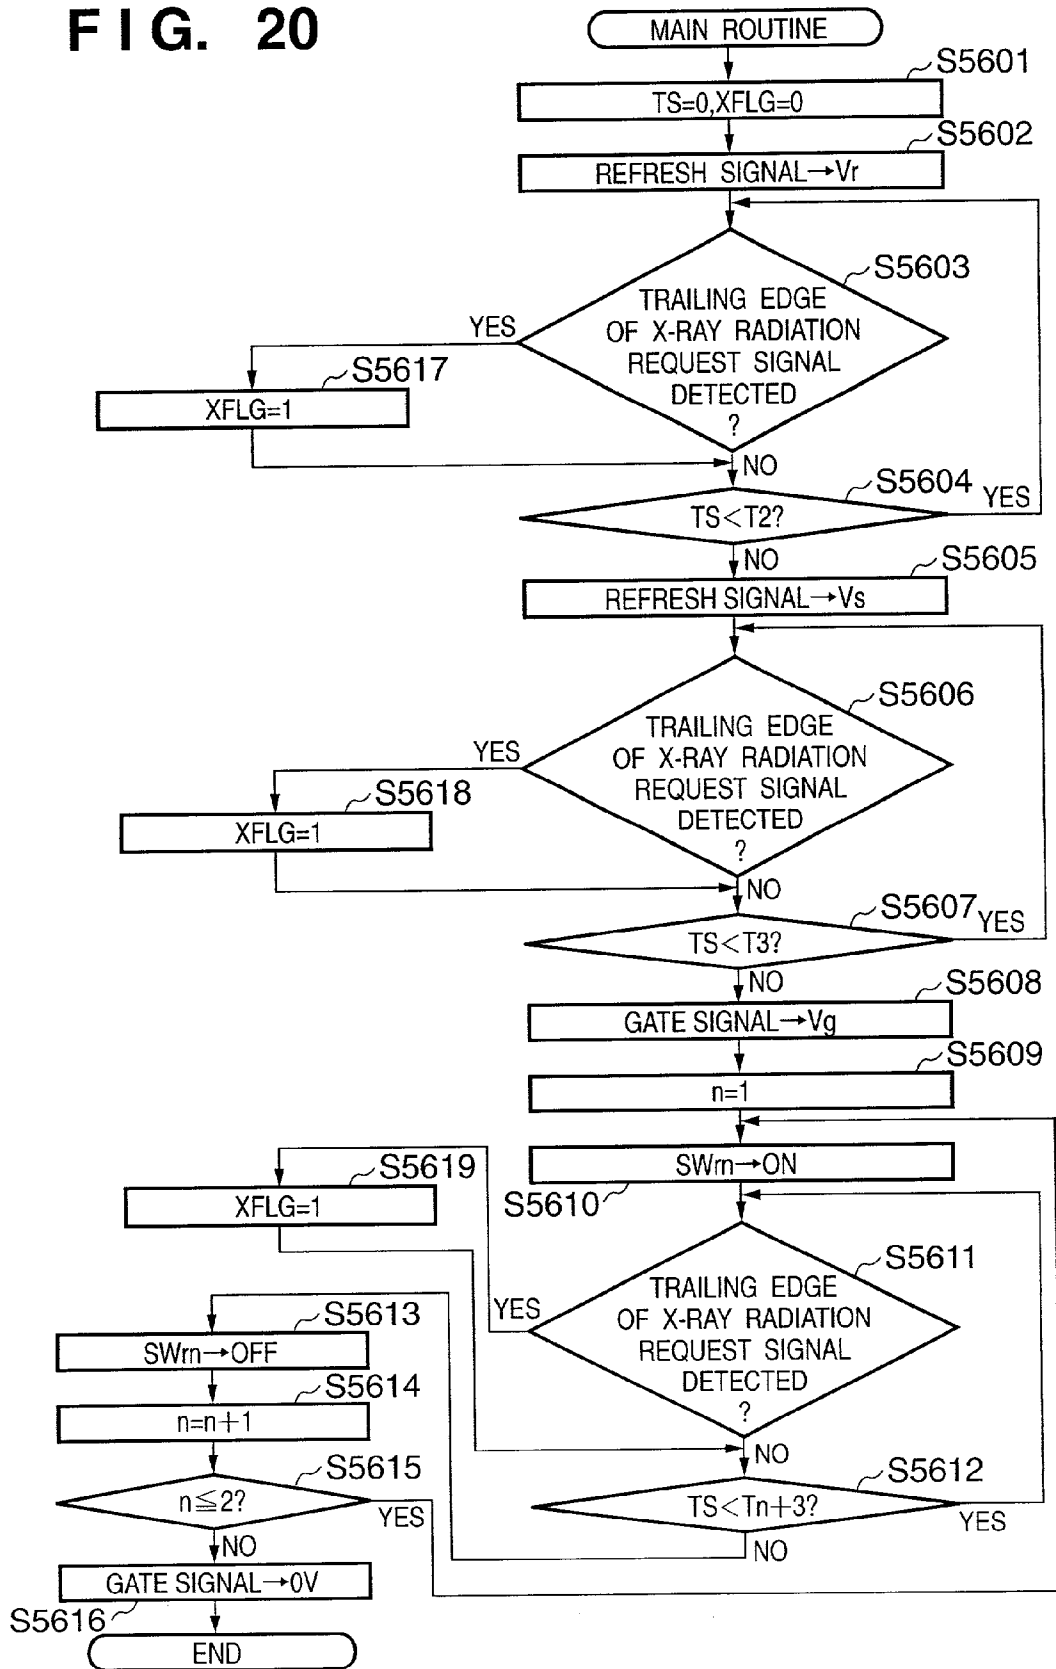 FIG. 20
MAIN ROUTINE
S5601
TS=0,XFLG=0
S5602
REFRESH SIGNAL→Vr
S5603
TRAILING EDGE
OF X-RAY RADIATION
REQUEST SIGNAL
DETECTED
?
YES
S5617
XFLG=1
NO
S5604
TS<T2?
YES
NO
S5605
REFRESH SIGNAL→Vs
S5606
TRAILING EDGE
OF X-RAY RADIATION
REQUEST SIGNAL
DETECTED
?
YES
S5618
XFLG=1
NO
S5607
TS<T3?
YES
NO
S5608
GATE SIGNAL→Vg
S5609
n=1
SWrn→ON
S5610
S5619
XFLG=1
S5611
TRAILING EDGE
OF X-RAY RADIATION
REQUEST SIGNAL
DETECTED
?
YES
NO
S5612
TS<Tn+3?
YES
NO
S5613
SWrn→OFF
S5614
n=n+1
S5615
n≦2?
YES
NO
GATE SIGNAL→0V
S5616
END